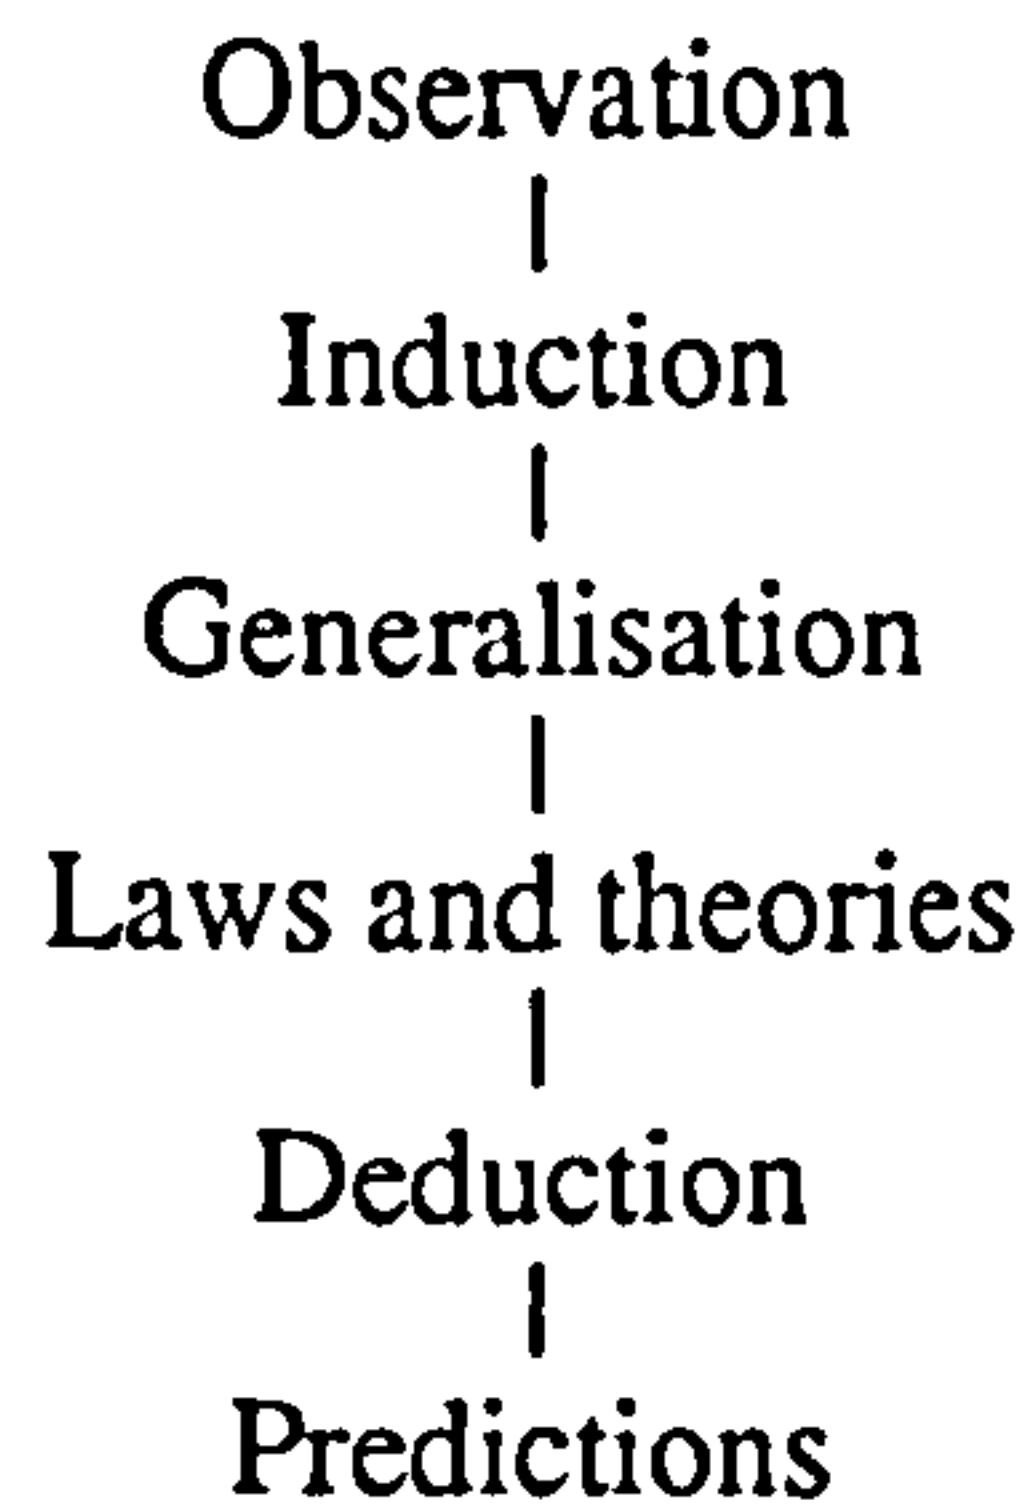 Observation
Induction
Generalisation
Laws and theories
Deduction
Predictions